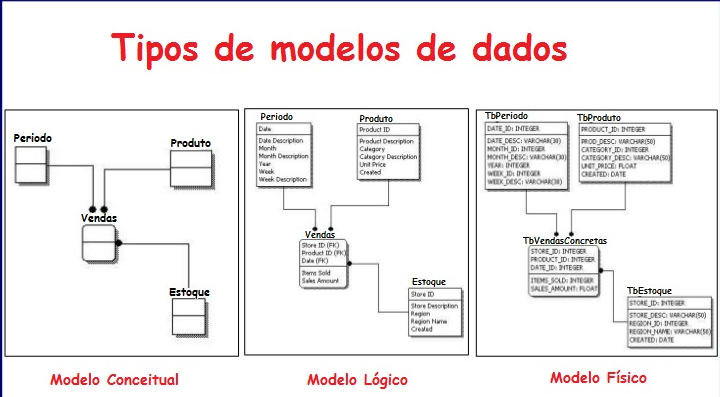 Tipos de modelos de dados
Periodo
Produto
Vendas
Estoque
Modelo Conceitual
Periodo
Date
Date Description
Month
Month Description
Year
Week
Week Description
Produto
Product ID
Product Description
Category
Category Description
Unit Price
Created
Vendas
Store ID (FK)
Product ID (FK)
Date (FK)
Items Sold
Sales Amount
Estoque
Store ID
Store Description
Region
Region Name
Created
Modelo Lógico
TbPeriodo
DATE_ID: INTEGER
DATE_DESC: VARCHAR(30)
MONTH_ID: INTEGER
MONTH_DESC: VARCHAR(30)
YEAR: INTEGER
WEEK_ID: INTEGER
WEEK_DESC: VARCHAR(30)
TbProduto
PRODUCT_ID: INTEGER
PROD_DESC: VARCHAR(50)
CATEGORY_ID: INTEGER
CATEGORY_DESC: VARCHAR(50)
UNIT_PRICE: FLOAT
CREATED: DATE
TbVendasConcretas
STORE_ID: INTEGER
PRODUCT_ID: INTEGER
DATE_ID: INTEGER
ITEMS_SOLD: INTEGER
SALES_AMOUNT: FLOAT
TbEstoque
STORE_ID: INTEGER
STORE_DESC: VARCHAR(50)
REGION_ID: INTEGER
REGION_NAME: VARCHAR(50)
CREATED: DATE
Modelo Físico